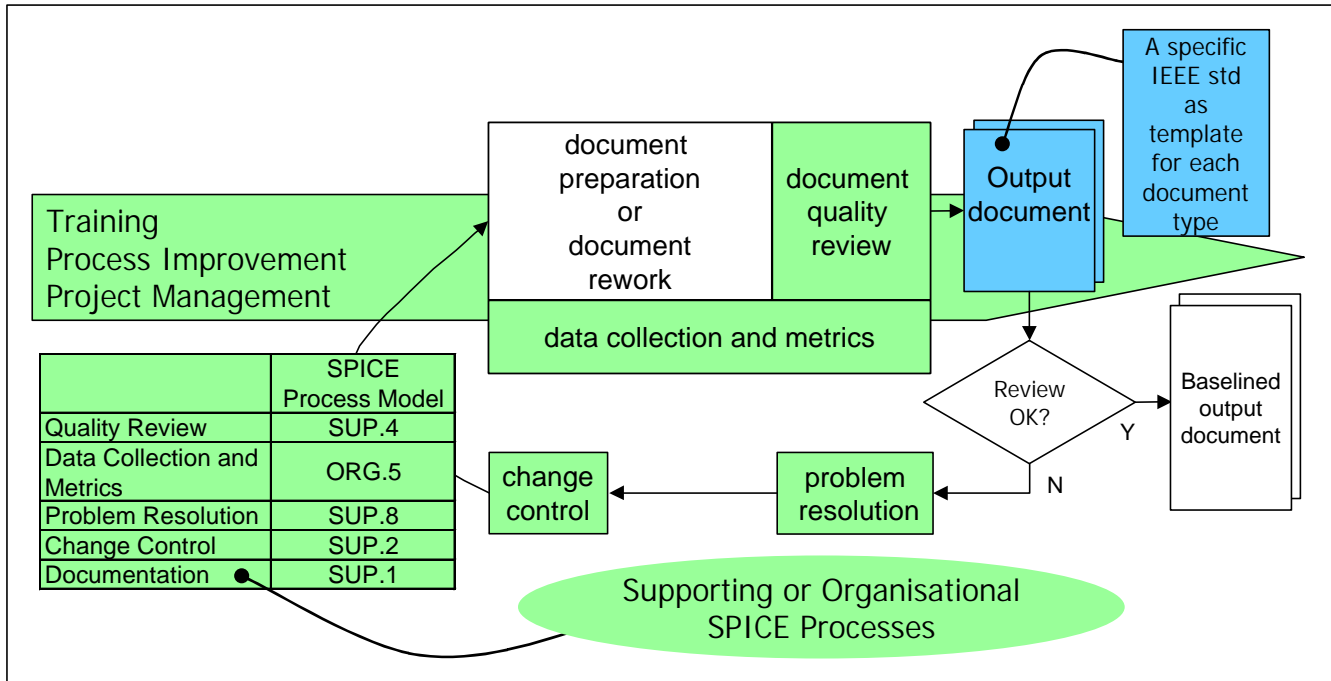 A specific
IEEE std
as
template
for each
document
type
document
preparation
or
document
rework
document
quality
review
Output
document
Training
Process Improvement
Project Management
data collection and metrics
SPICE
Process Model
Quality Review SUP.4
Data Collection and
Metrics ORG.5
Problem Resolution SUP.8
Change Control SUP.2
Documentation SUP.1
Review
OK?
Y
N
Baselined
output
document
change
control
problem
resolution
Supporting or Organisational
SPICE Processes